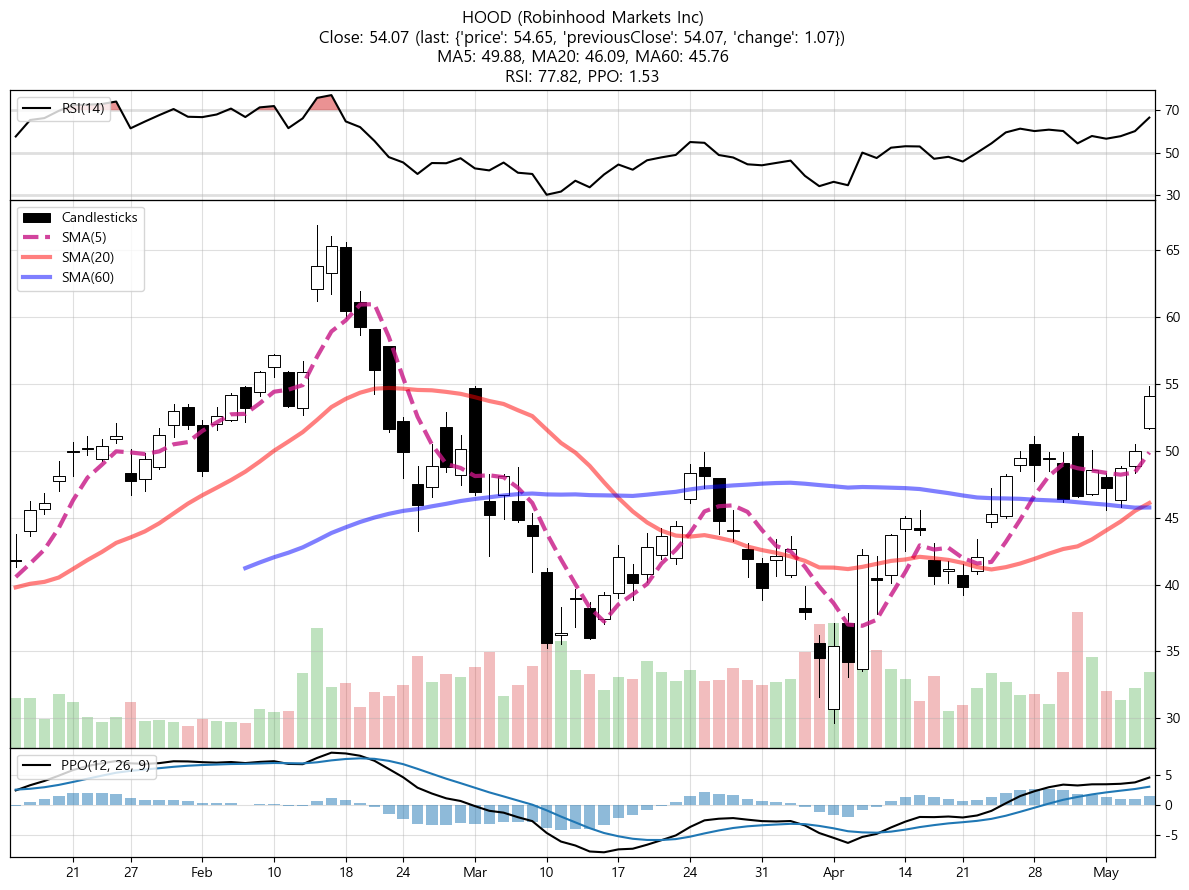 HOOD (Robinhood Markets Inc)
Close: 54.07 (last: {'price': 54.65, 'previousClose': 54.07, 'change': 1.07})
MA5: 49.88, MA20: 46.09, MA60: 45.76
RSI: 77.82, PPO: 1.53
RSI(14)
70
50
30
Candlesticks
SMA(5)
SMA(20)
SMA(60)
65
60
55
50
45
40
35
30
PPO(12, 26, 9)
5
0
-5
21 27 Feb 10 18 24 Mar 10 17 24 31 Apr 14 21 28 May